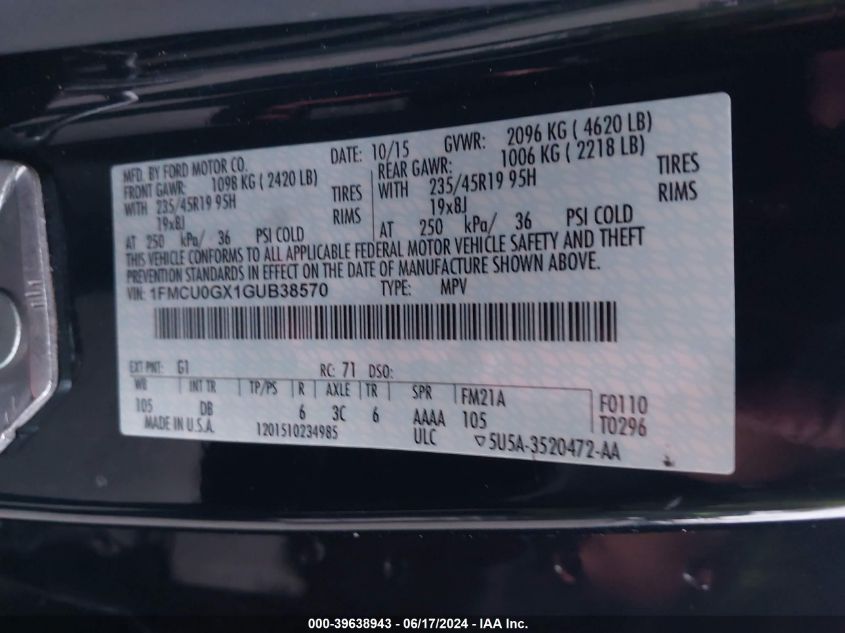 MFD. BY FORD MOTOR CO. DATE: 10/15 GVWR: 2096 KG ( 4620 LB)
FRONT GAWR: 1098 KG ( 2420 LB) REAR GAWR: 1006 KG ( 2218 LB)
WITH 235/45R19 95H TIRES WITH 235/45R19 95H TIRES
19x8J RIMS 19x8J RIMS
AT 250 kPa/ 36 PSI COLD AT 250 kPa/ 36 PSI COLD
THIS VEHICLE CONFORMS TO ALL APPLICABLE FEDERAL MOTOR VEHICLE SAFETY AND THEFT
PREVENTION STANDARDS IN EFFECT ON THE DATE OF MANUFACTURE SHOWN ABOVE.
VIN: 1FMCU0GX1GUB38570 TYPE: MPV
EXT PNT: G1 RC: 71 DSO:
WB INT TR TP/PS R AXLE TR SPR FM21A F0110
105 DB 6 3C 6 AAAA 105 T0296
MADE IN U.S.A. 1201510234985 ULC ▽5U5A-3520472-AA
000-39638943 - 06/17/2024 - IAA Inc.